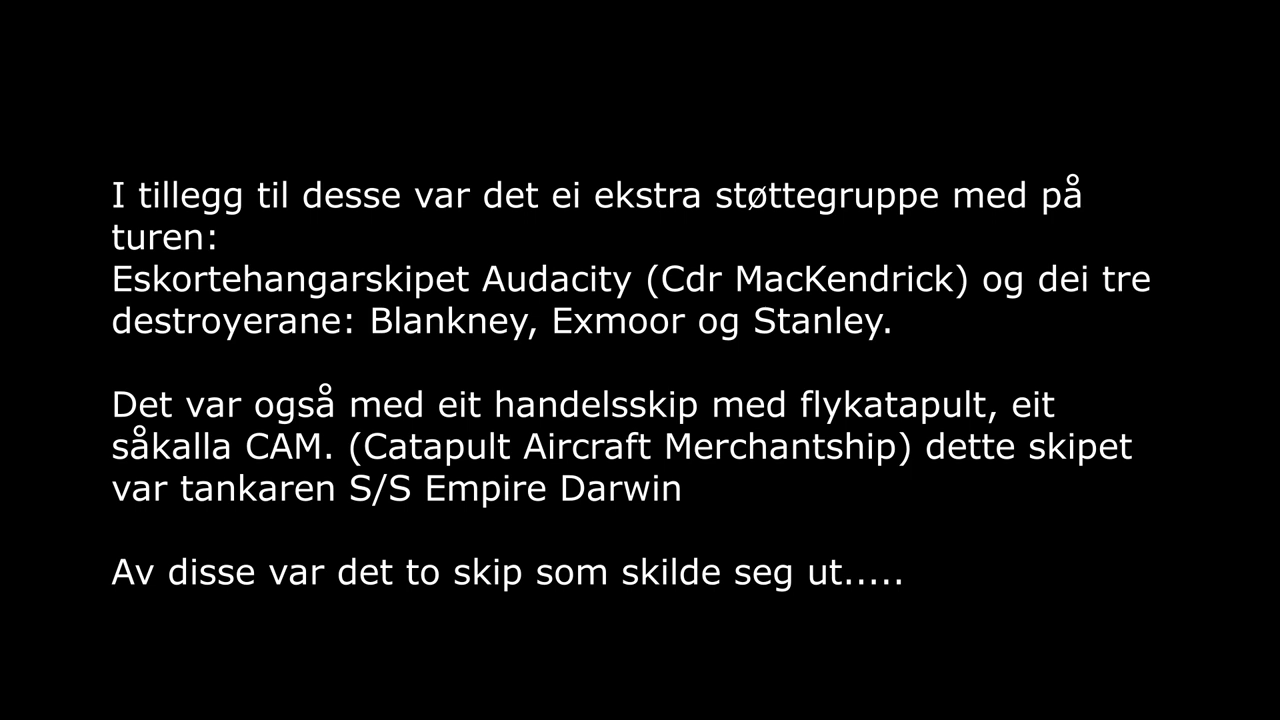 I tillegg til desse var det ei ekstra støttegruppe med på
turen:
Eskortehangarskipet Audacity (Cdr MacKendrick) og dei tre
destroyerane: Blankney, Exmoor og Stanley.
Det var også med eit handelsskip med flykatapult, eit
såkalla CAM. (Catapult Aircraft Merchantship) dette skipet
var tankaren S/S Empire Darwin
Av disse var det to skip som skilde seg ut.....